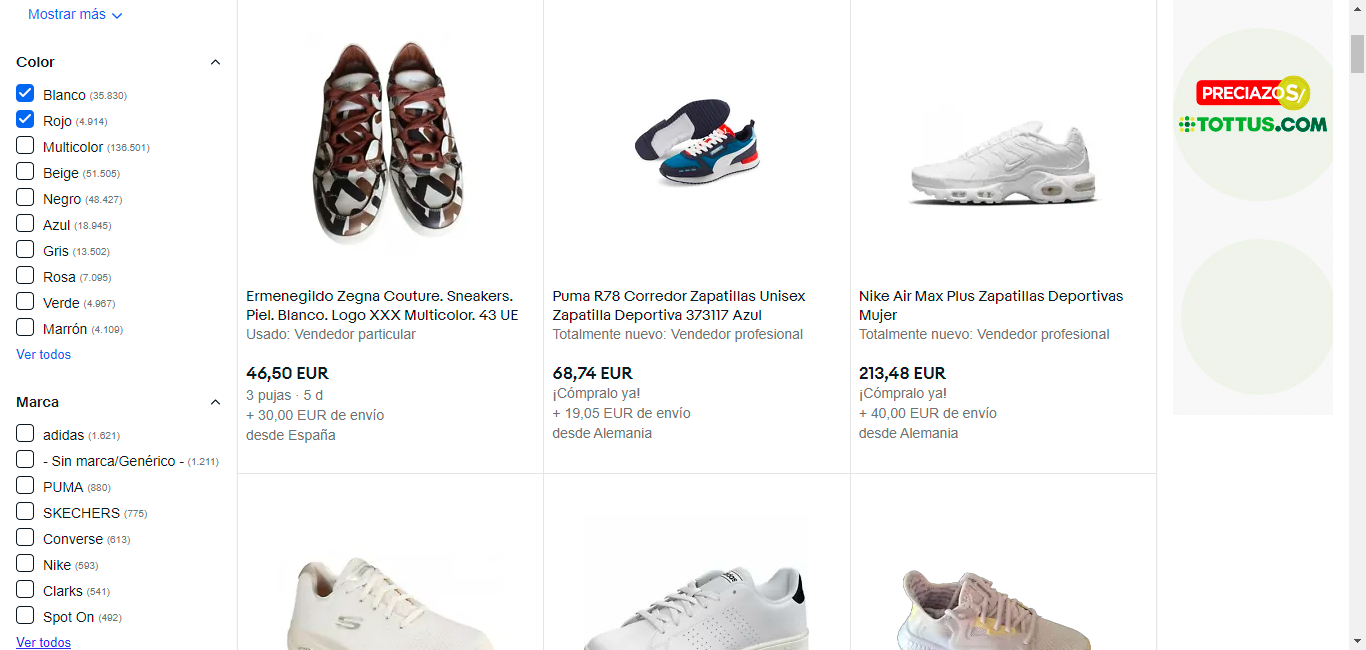 Mostrar más
Color
Blanco (35.830)
Rojo (4.914)
Multicolor (136.501)
Beige (51.505)
Negro (48.427)
Azul (18.945)
Gris (13.502)
Rosa (7.095)
Verde (4.967)
Marrón (4.109)
Ver todos
Marca
adidas (1.621)
- Sin marca/Genérico - (1.211)
PUMA (880)
SKECHERS (775)
Converse (613)
Nike (593)
Clarks (541)
Spot On (492)
Ver todos
Ermenegildo Zegna Couture. Sneakers.
Piel. Blanco. Logo XXX Multicolor. 43 UE
Usado: Vendedor particular
46,50 EUR
3 pujas · 5 d
+ 30,00 EUR de envío
desde España
Puma R78 Corredor Zapatillas Unisex
Zapatilla Deportiva 373117 Azul
Totalmente nuevo: Vendedor profesional
68,74 EUR
¡Cómpralo ya!
+ 19,05 EUR de envío
desde Alemania
Nike Air Max Plus Zapatillas Deportivas
Mujer
Totalmente nuevo: Vendedor profesional
213,48 EUR
¡Cómpralo ya!
+ 40,00 EUR de envío
desde Alemania
PRECIAZO S/
TOTTUS.COM